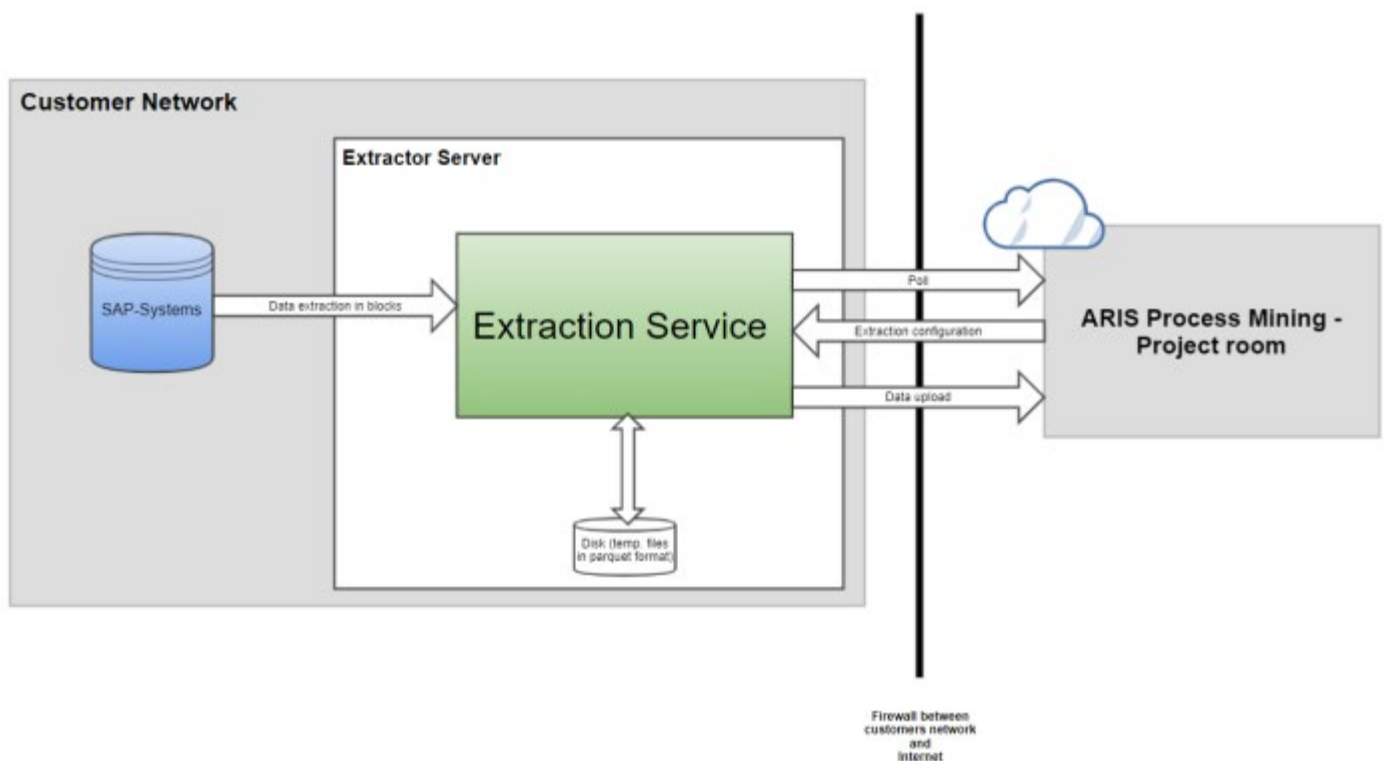 Customer Network
Extractor Server
SAP-Systems
Data extraction in blocks
Extraction Service
Poll
Extraction configuration
Data upload
ARIS Process Mining -
Project room
Disk (temp. files
in parquet format)
Firewall between
customers network
and
Internet